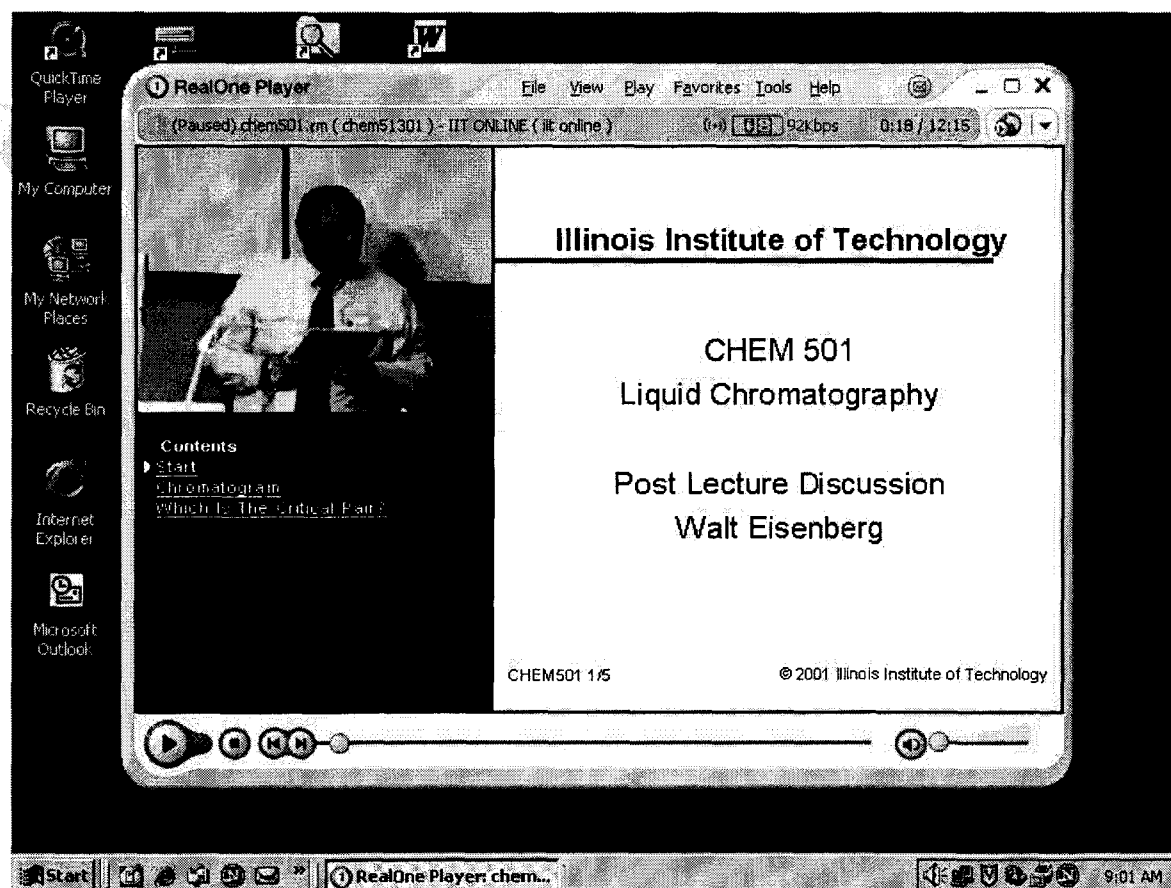 QuickTime
Player
My Computer
My Network
Places
Recycle Bin
Internet
Explorer
Microsoft
Outlook
RealOne Player
File View Play Favorites Tools Help
(Paused) chem501.rm ( chem51301 ) - IIT ONLINE ( iit online )
92Kbps
0:18 / 12:15
Contents
Start
Chromatogram
Which Is The Critical Pair?
Illinois Institute of Technology
CHEM 501
Liquid Chromatography
Post Lecture Discussion
Walt Eisenberg
CHEM501 1/5
© 2001 Illinois Institute of Technology
Start
RealOne Player: chem...
9:01 AM